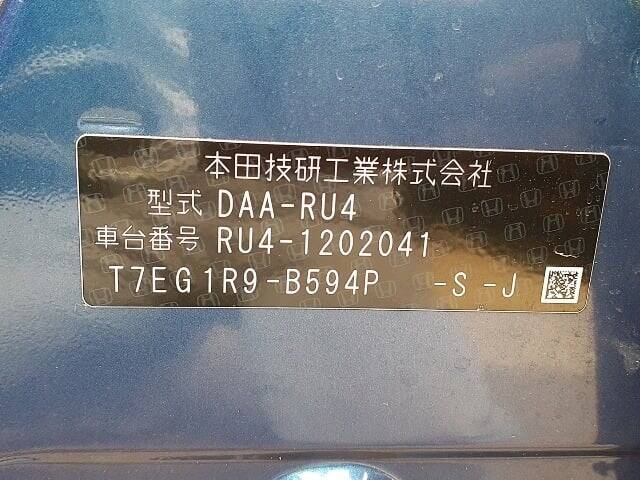 本田技研工業株式会社
型式 DAA-RU4
車台番号 RU4-1202041
T7EG1R9-B594P -S-J